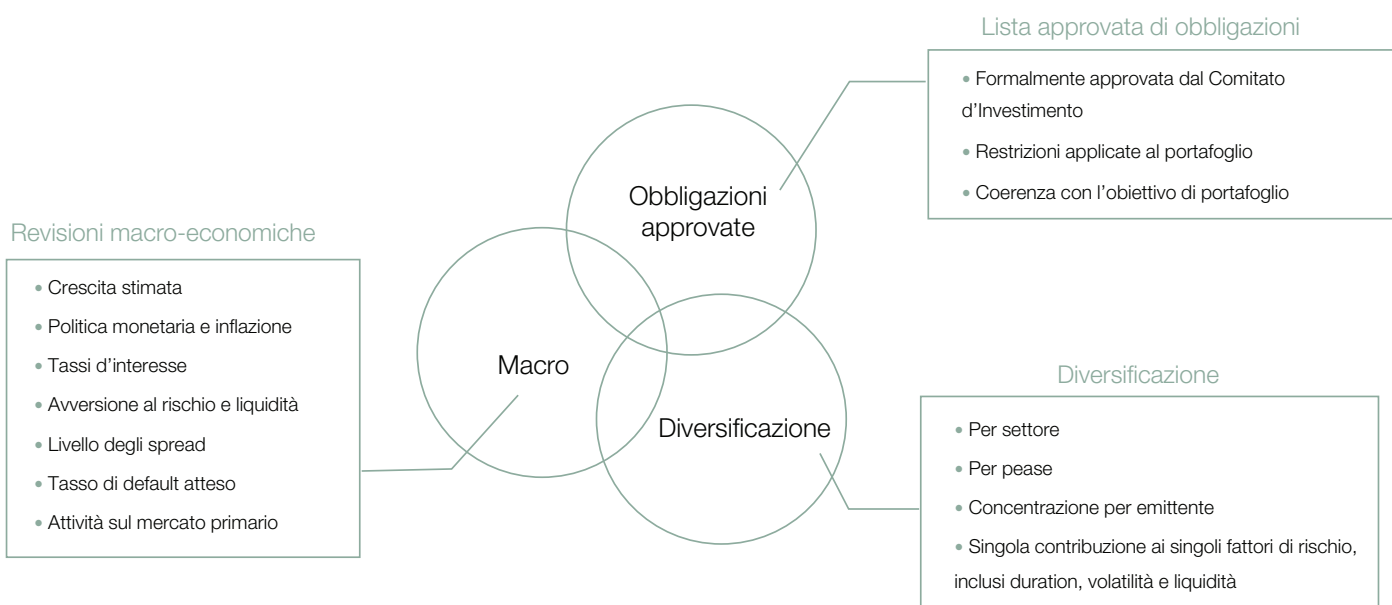 Lista approvata di obbligazioni
• Formalmente approvata dal Comitato
d’Investimento
• Restrizioni applicate al portafoglio
• Coerenza con l’obiettivo di portafoglio
Obbligazioni
approvate
Revisioni macro-economiche
• Crescita stimata
• Politica monetaria e inflazione
• Tassi d’interesse
• Avversione al rischio e liquidità
• Livello degli spread
• Tasso di default atteso
• Attività sul mercato primario
Macro
Diversificazione
Diversificazione
• Per settore
• Per pease
• Concentrazione per emittente
• Singola contribuzione ai singoli fattori di rischio,
inclusi duration, volatilità e liquidità